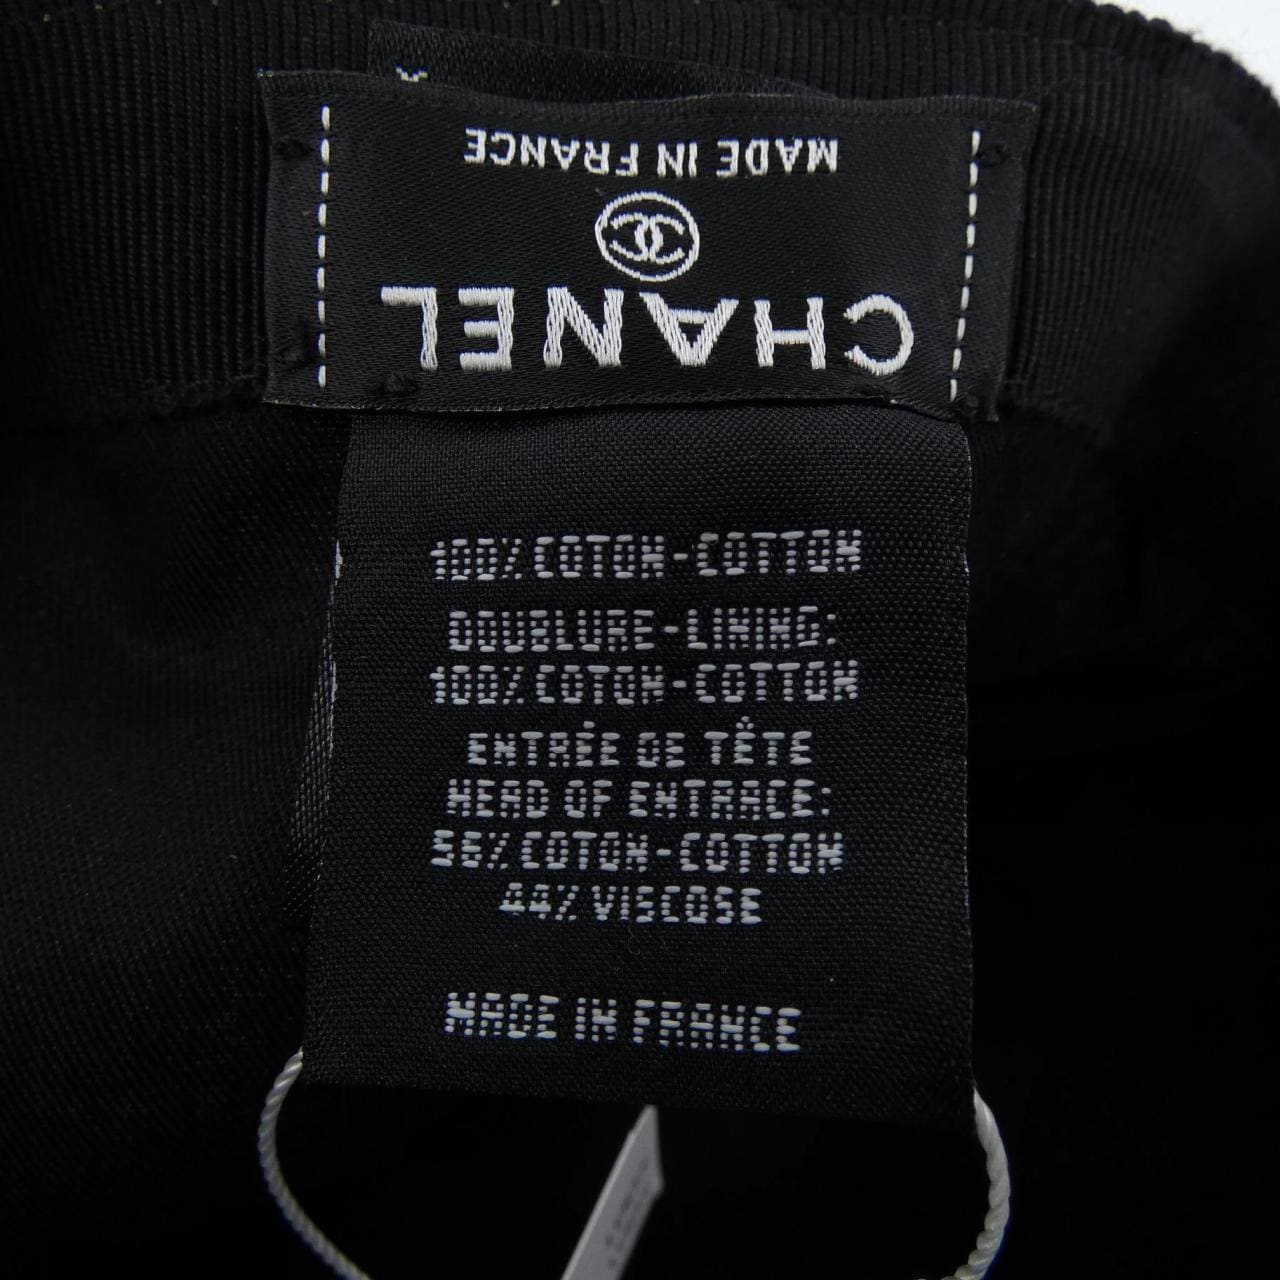 CHANEL
MADE IN FRANCE
100% COTON-COTTON
DOUBLURE-LINING:
100% COTON-COTTON
ENTRÉE DE TÊTE
HEAD OF ENTRACE:
56% COTON-COTTON
44% VISCOSE
MADE IN FRANCE